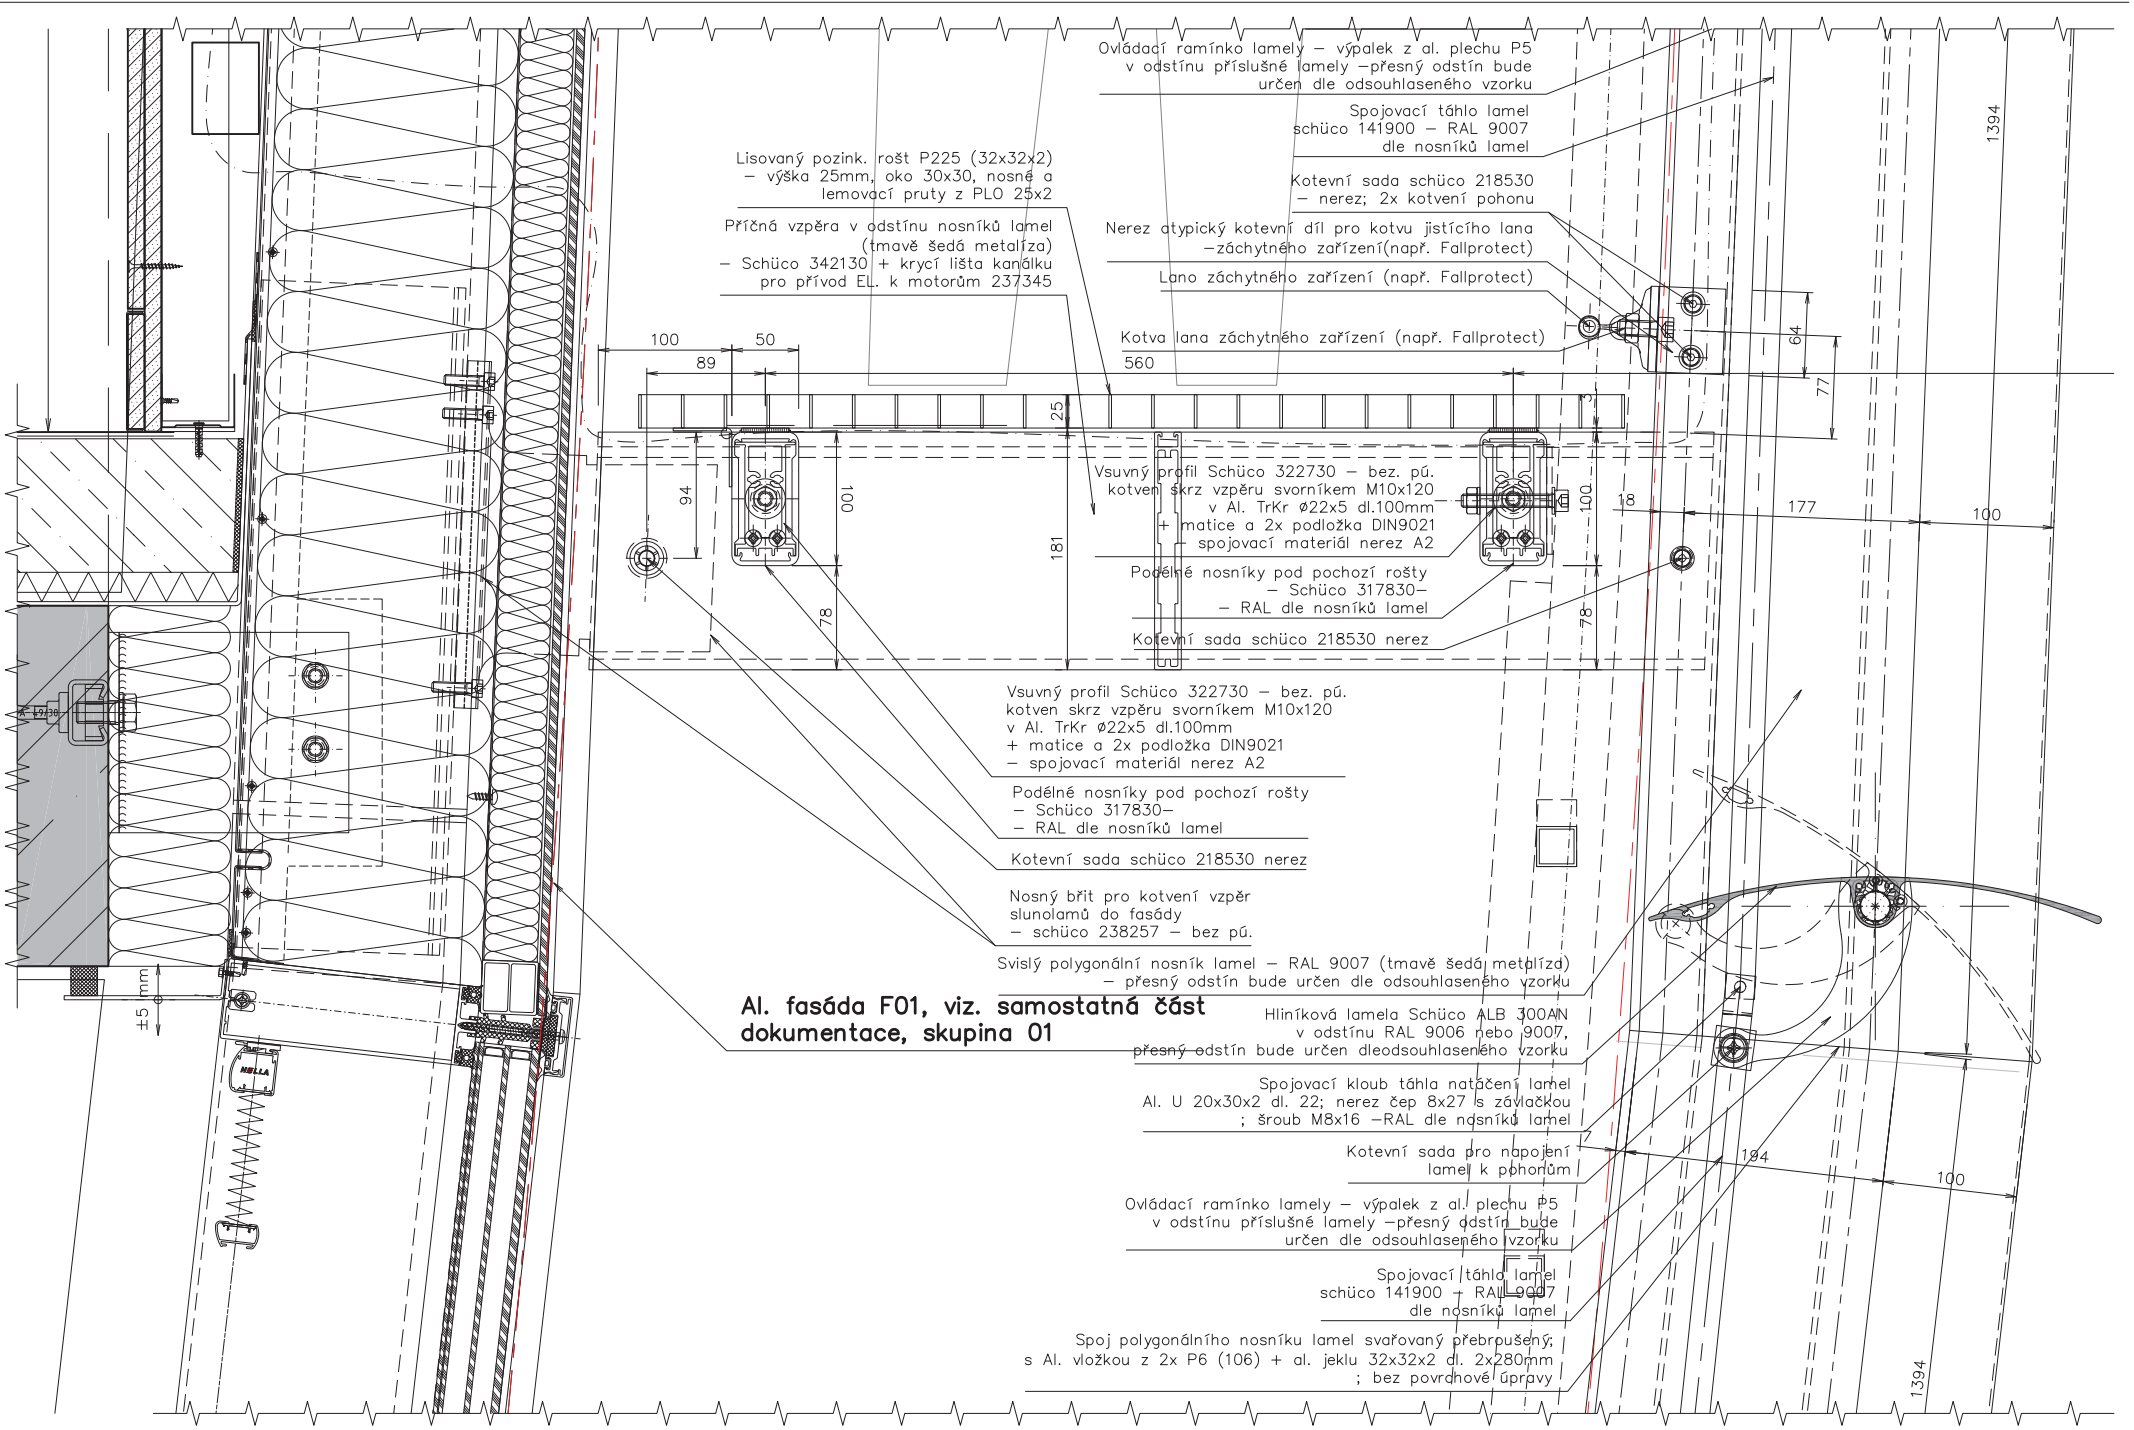 Ovládací ramínko lamely – výpalek z al. plechu P5
v odstínu příslušné lamely –přesný odstín bude
určen dle odsouhlaseného vzorku
Spojovací táhlo lamel
schüco 141900 – RAL 9007
dle nosníků lamel
1394
Lisovaný pozink. rošt P225 (32x32x2)
– výška 25mm, oko 30x30, nosné a
lemovací pruty z PLO 25x2
Kotevní sada schüco 218530
– nerez; 2x kotvení pohonu
Příčná vzpěra v odstínu nosníků lamel
(tmavě šedá metalíza)
– Schüco 342130 + krycí lišta kanálku
pro přívod EL. k motorům 237345
Nerez atypický kotevní díl pro kotvu jistícího lana
–záchytného zařízení(např. Fallprotect)
Lano záchytného zařízení (např. Fallprotect)
Kotva lana záchytného zařízení (např. Fallprotect)
100
50
89
560
64
77
25
3
94
100
181
78
Vsuvný profil Schüco 322730 – bez. pú.
kotven skrz vzpěru svorníkem M10x120
v Al. TrKr ø22x5 dl.100mm
+ matice a 2x podložka DIN9021
– spojovací materiál nerez A2
100
18
177
100
Podélné nosníky pod pochozí rošty
– Schüco 317830–
– RAL dle nosníků lamel
78
Kotevní sada schüco 218530 nerez
Vsuvný profil Schüco 322730 – bez. pú.
kotven skrz vzpěru svorníkem M10x120
v Al. TrKr ø22x5 dl.100mm
+ matice a 2x podložka DIN9021
– spojovací materiál nerez A2
Podélné nosníky pod pochozí rošty
– Schüco 317830–
– RAL dle nosníků lamel
Kotevní sada schüco 218530 nerez
Nosný břit pro kotvení vzpěr
slunolamů do fasády
– schüco 238257 – bez pú.
Svislý polygonální nosník lamel – RAL 9007 (tmavě šedá metalíza)
– přesný odstín bude určen dle odsouhlaseného vzorku
±5 mm
Al. fasáda F01, viz. samostatná část
dokumentace, skupina 01
Hliníková lamela Schüco ALB 300AN
v odstínu RAL 9006 nebo 9007,
přesný odstín bude určen dleodsouhlaseného vzorku
HELLA
Spojovací kloub táhla natáčení lamel
Al. U 20x30x2 dl. 22; nerez čep 8x27 s závlačkou
; šroub M8x16 –RAL dle nosníků lamel
7
Kotevní sada pro napojení
lamel k pohonům
194
100
Ovládací ramínko lamely – výpalek z al. plechu P5
v odstínu příslušné lamely –přesný odstín bude
určen dle odsouhlaseného vzorku
Spojovací táhlo lamel
schüco 141900 – RAL 9007
dle nosníků lamel
Spoj polygonálního nosníku lamel svařovaný přebroušený;
s Al. vložkou z 2x P6 (106) + al. jeklu 32x32x2 dl. 2x280mm
; bez povrchové úpravy
1394